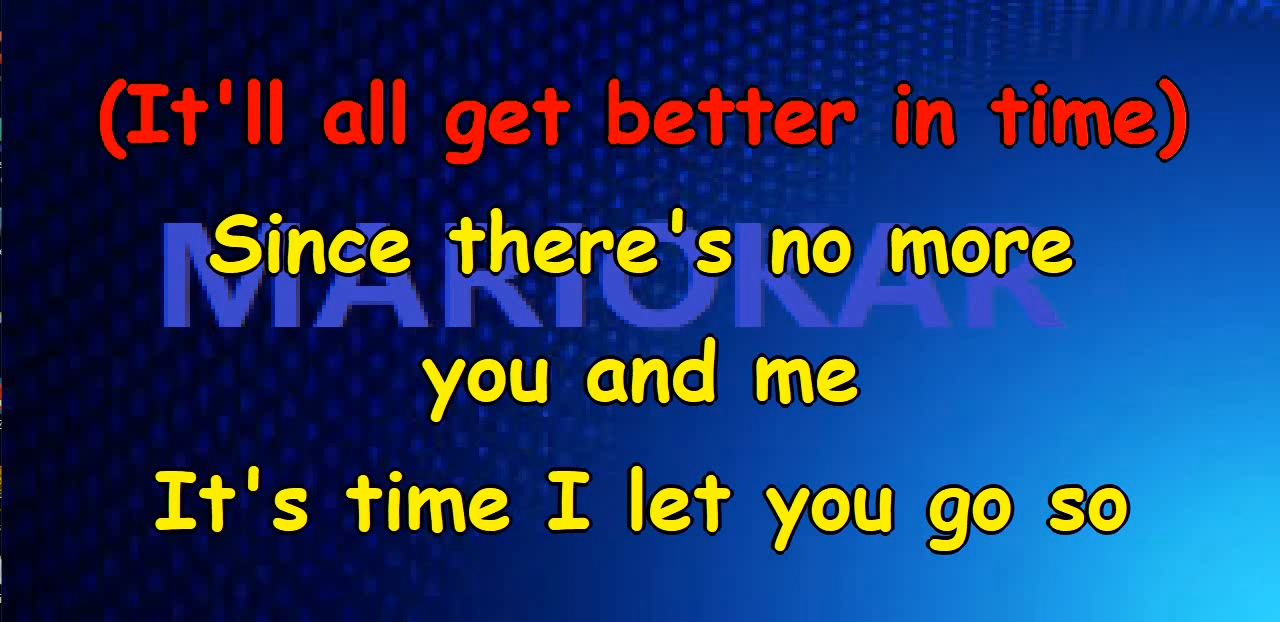 (It'll all get better in time)
Since there's no more
MARIOKAR
you and me
It's time I let you go so